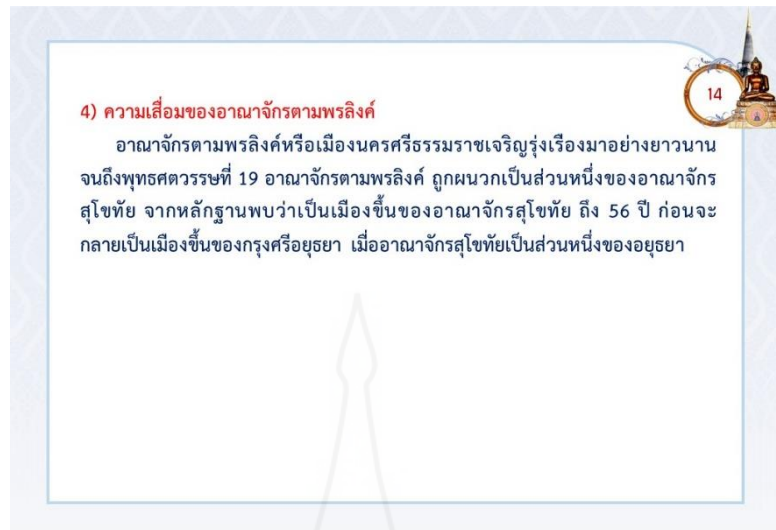 14
4) ความเสื่อมของอาณาจักรตามพรลิงค์
อาณาจักรตามพรลิงค์หรือเมืองนครศรีธรรมราชเจริญรุ่งเรืองมาอย่างยาวนาน
จนถึงพุทธศตวรรษที่ 19 อาณาจักรตามพรลิงค์ ถูกผนวกเป็นส่วนหนึ่งของอาณาจักร
สุโขทัย จากหลักฐานพบว่าเป็นเมืองขึ้นของอาณาจักรสุโขทัย ถึง 56 ปี ก่อนจะ
กลายเป็นเมืองขึ้นของกรุงศรีอยุธยา เมื่ออาณาจักรสุโขทัยเป็นส่วนหนึ่งของอยุธยา